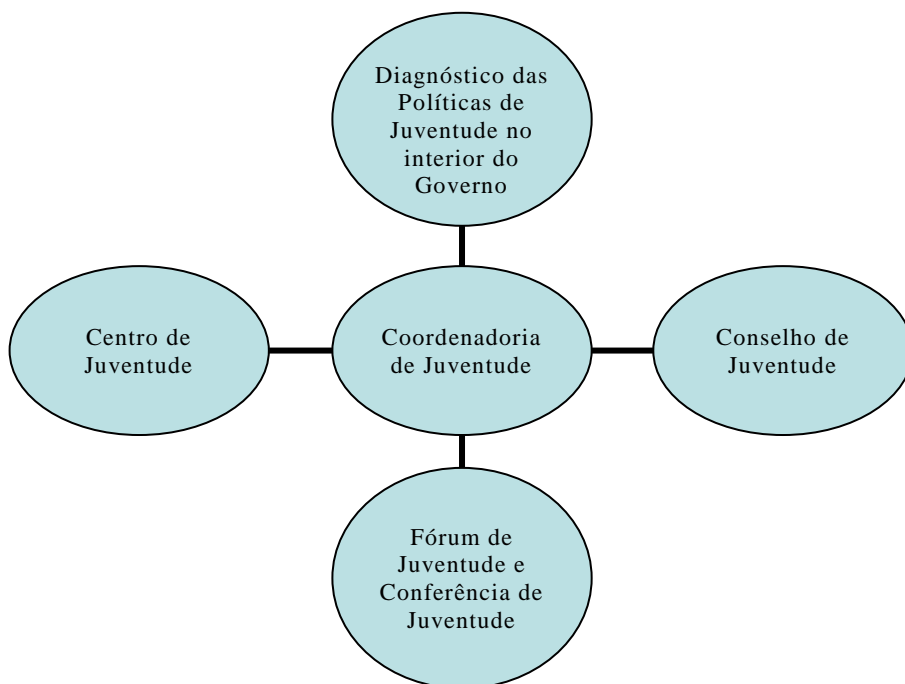 Diagnóstico das
Políticas de
Juventude no
interior do
Governo
Centro de
Juventude
Coordenadoria
de Juventude
Conselho de
Juventude
Fórum de
Juventude e
Conferência de
Juventude